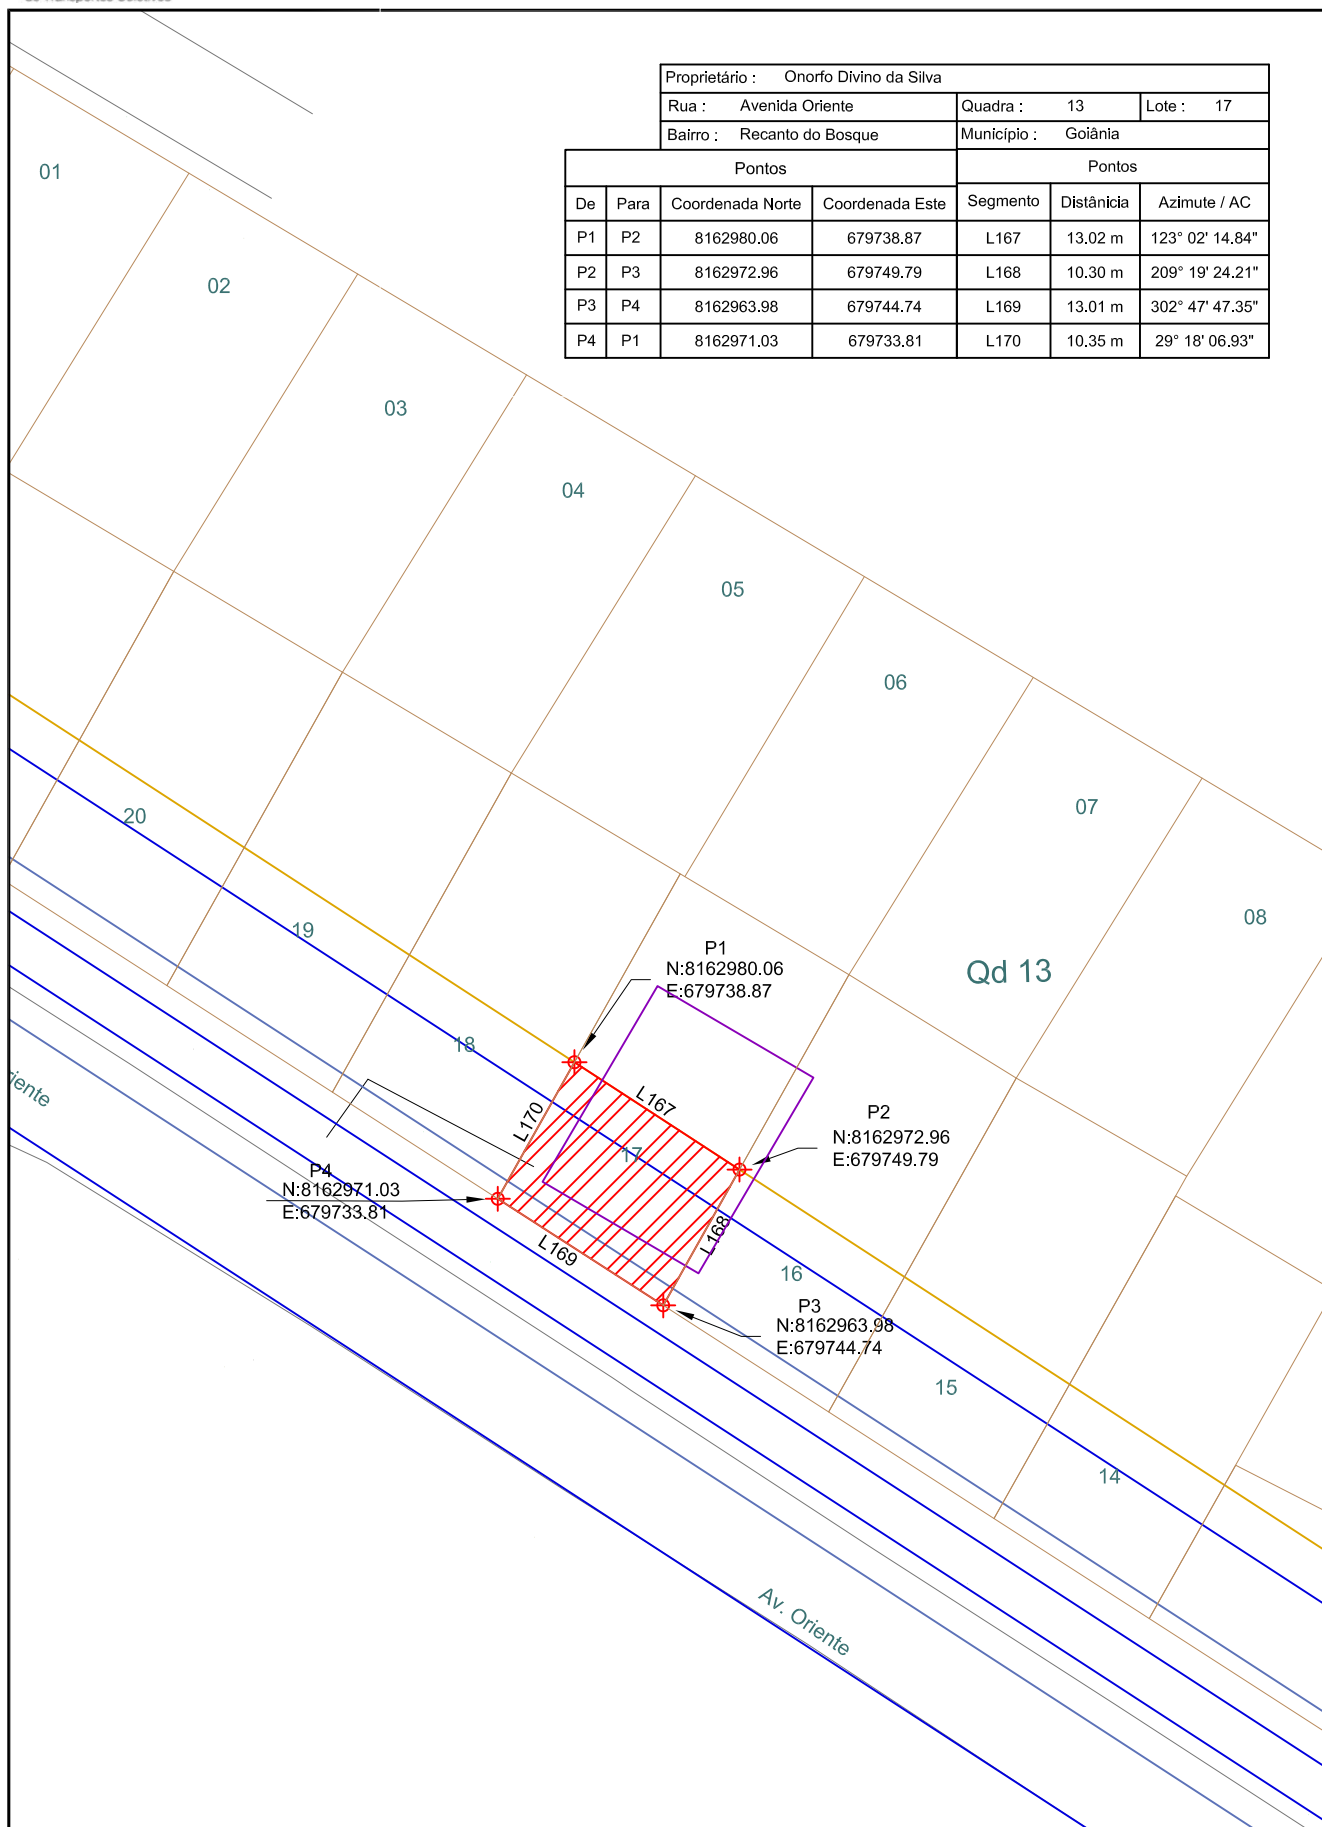 Proprietário : Onorfo Divino da Silva
Rua : Avenida Oriente Quadra : 13 Lote : 17
Bairro : Recanto do Bosque Município : Goiânia
Pontos Pontos
De Para Coordenada Norte Coordenada Este Segmento Distânicia Azimute / AC
P1 P2 8162980.06 679738.87 L167 13.02 m 123° 02' 14.84"
P2 P3 8162972.96 679749.79 L168 10.30 m 209° 19' 24.21"
P3 P4 8162963.98 679744.74 L169 13.01 m 302° 47' 47.35"
P4 P1 8162971.03 679733.81 L170 10.35 m 29° 18' 06.93"
01
02
03
04
05
06
07
08
20
19
18
17
16
15
14
Qd 13
P1
N:8162980.06
E:679738.87
L167
L170
P2
N:8162972.96
E:679749.79
P4
N:8162971.03
E:679733.81
L168
L169
P3
N:8162963.98
E:679744.74
riente
Av. Oriente